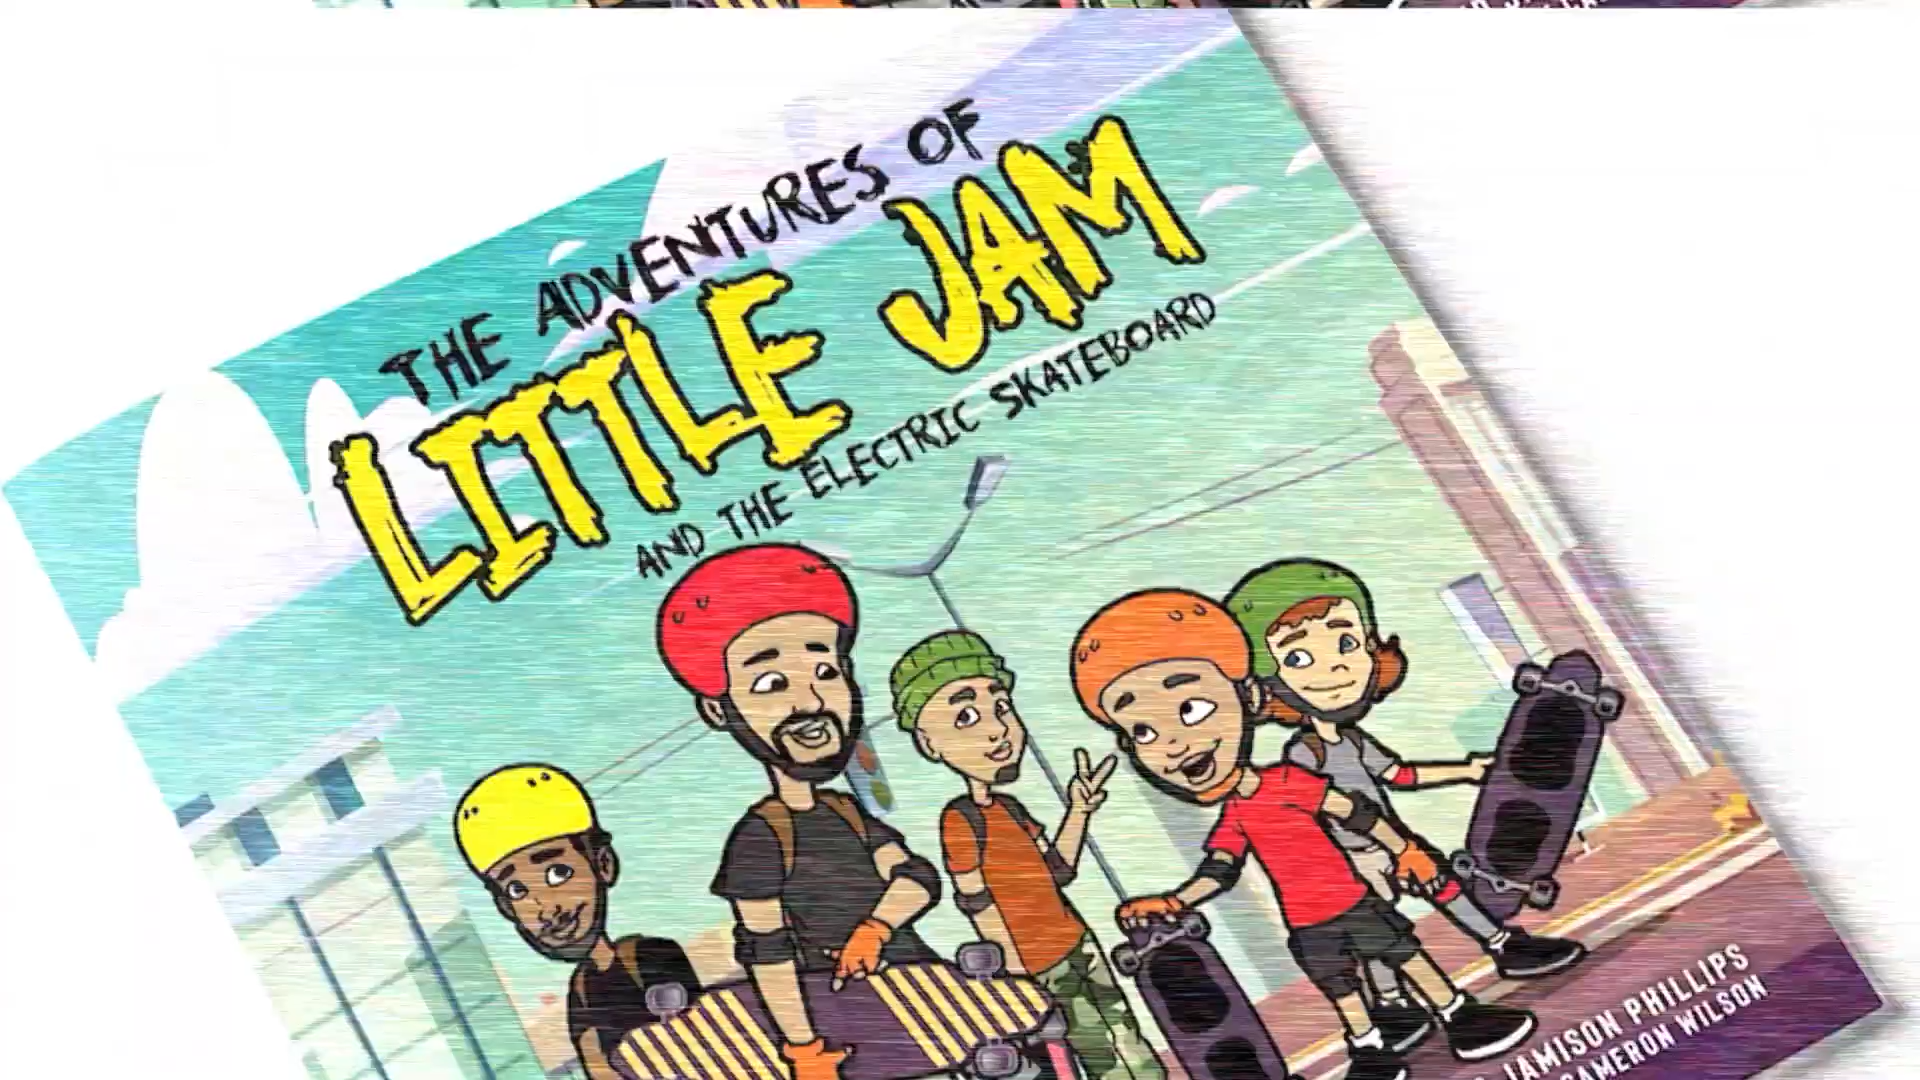 THE ADVENTURES OF
LITTLE JAM
AND THE ELECTRIC SKATEBOARD
JAMISON PHILLIPS
CAMERON WILSON